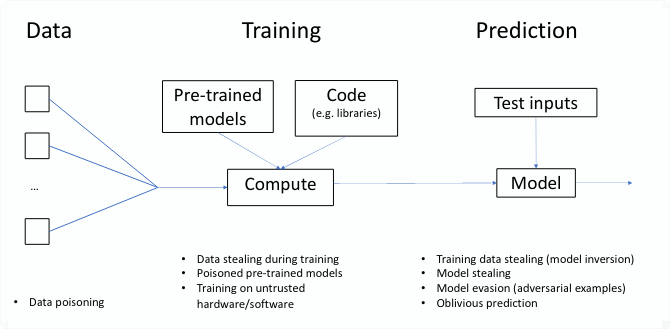 Data
Training
Prediction
Pre-trained
models
Code
(e.g. libraries)
Test inputs
...
Compute
Model
• Data poisoning
• Data stealing during training
• Poisoned pre-trained models
• Training on untrusted
hardware/software
• Training data stealing (model inversion)
• Model stealing
• Model evasion (adversarial examples)
• Oblivious prediction